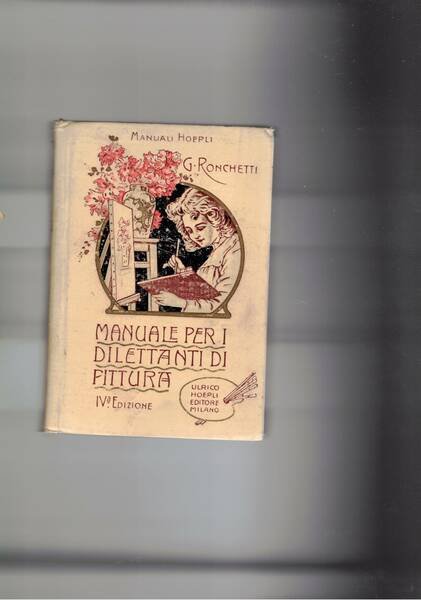 MANUALI HOEPLI
G. RONCHETTI
MANUALE PER I
DILETTANTI DI
PITTURA
IVª EDIZIONE
ULRICO
HOEPLI
EDITORE
MILANO